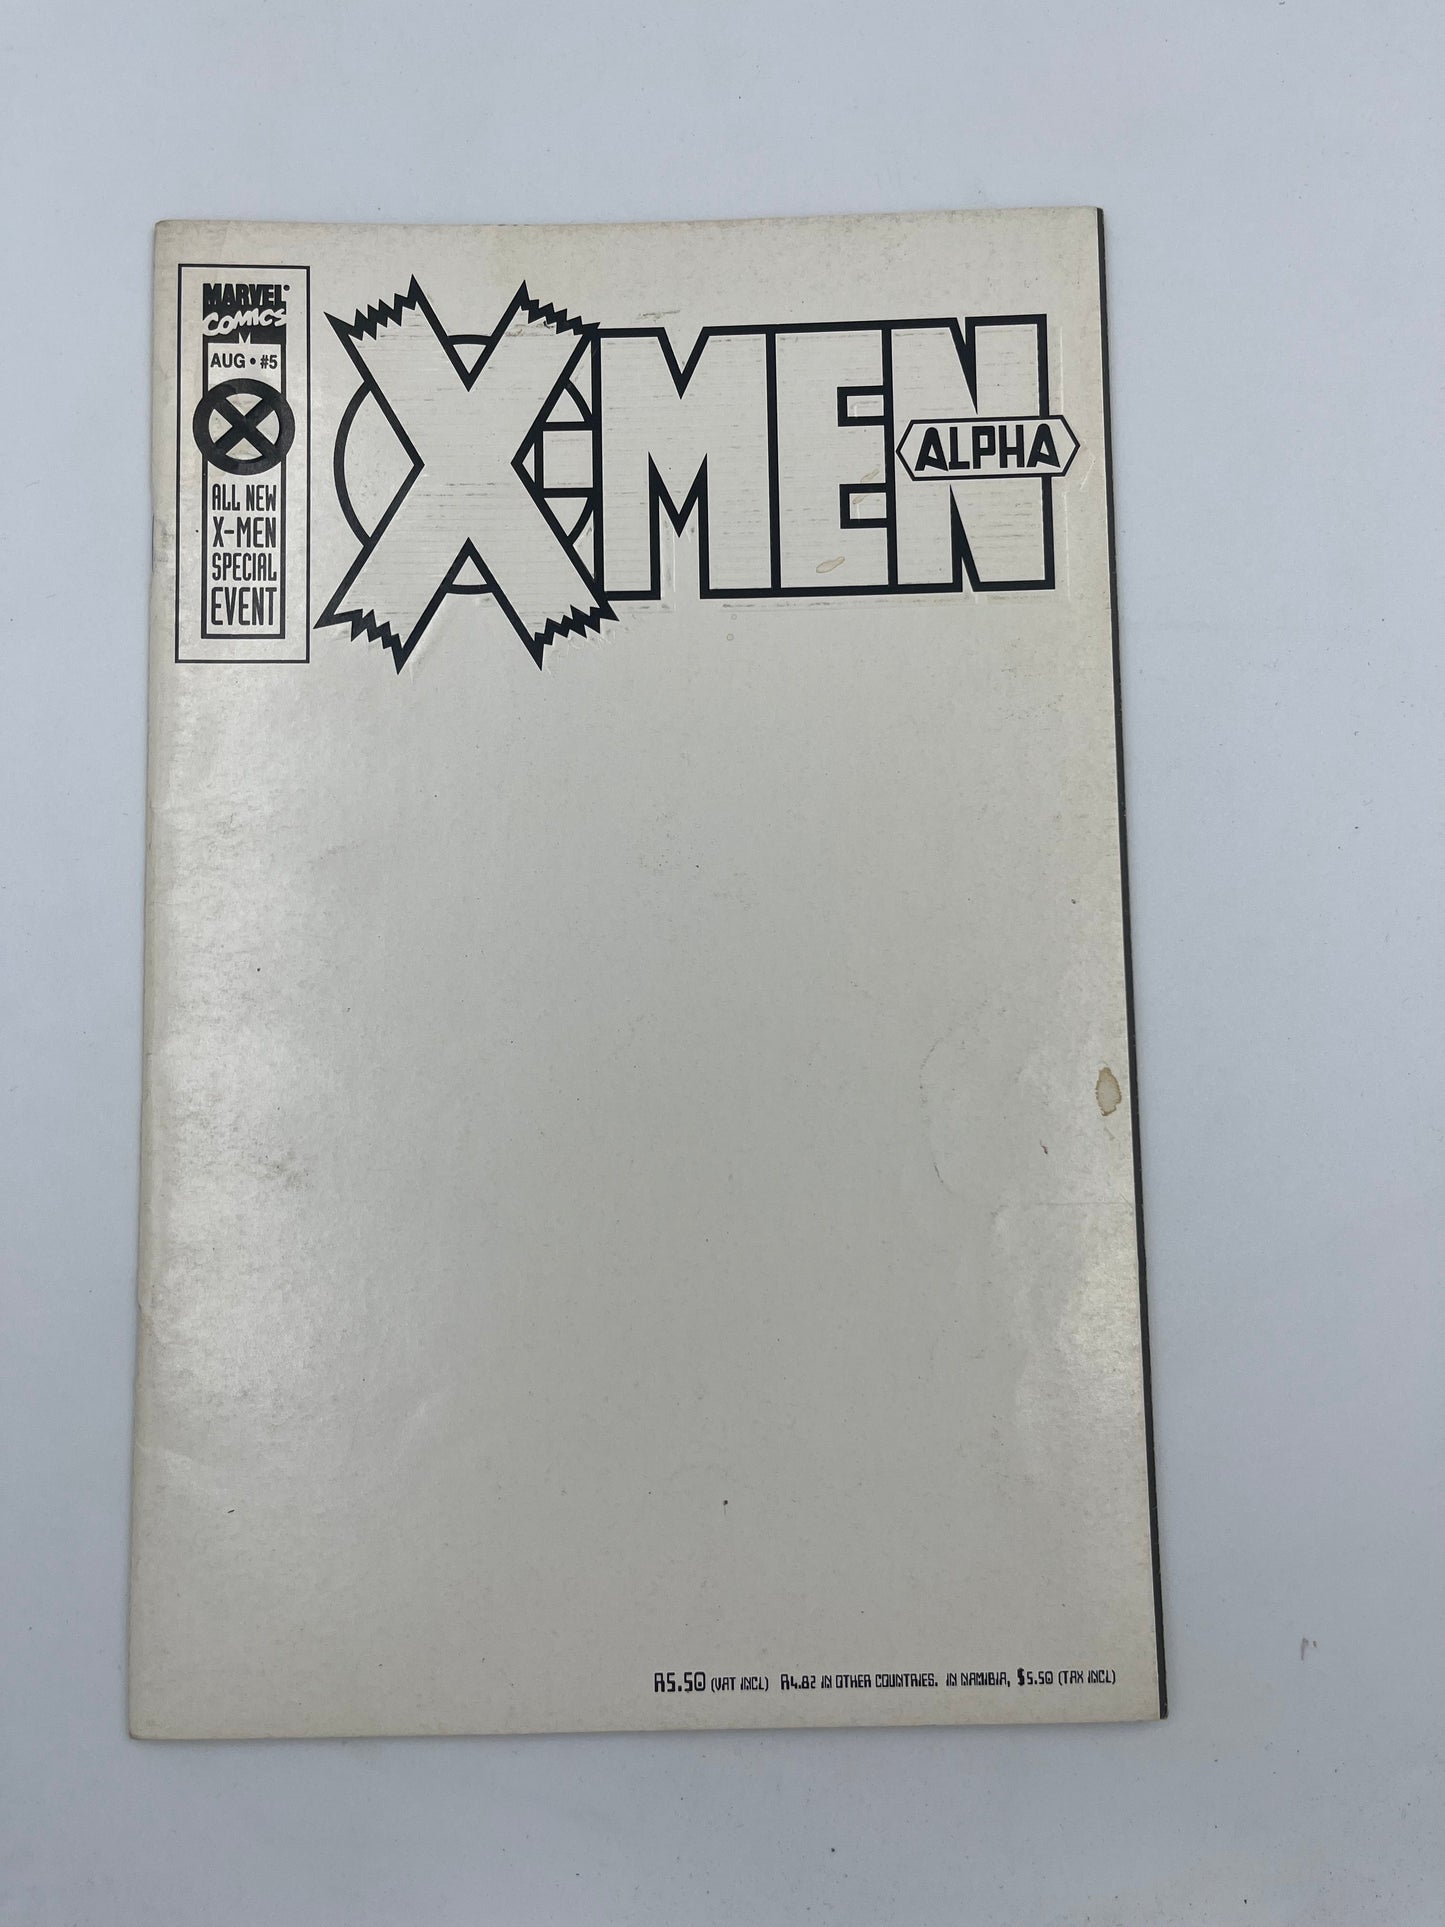 MARVEL
COMICS
AUG • #5
ALL NEW
X-MEN
SPECIAL
EVENT
X-MEN
ALPHA
R5.50 (VAT INCL) R4.82 IN OTHER COUNTRIES. IN NAMIBIA, $5.50 (TAX INCL)